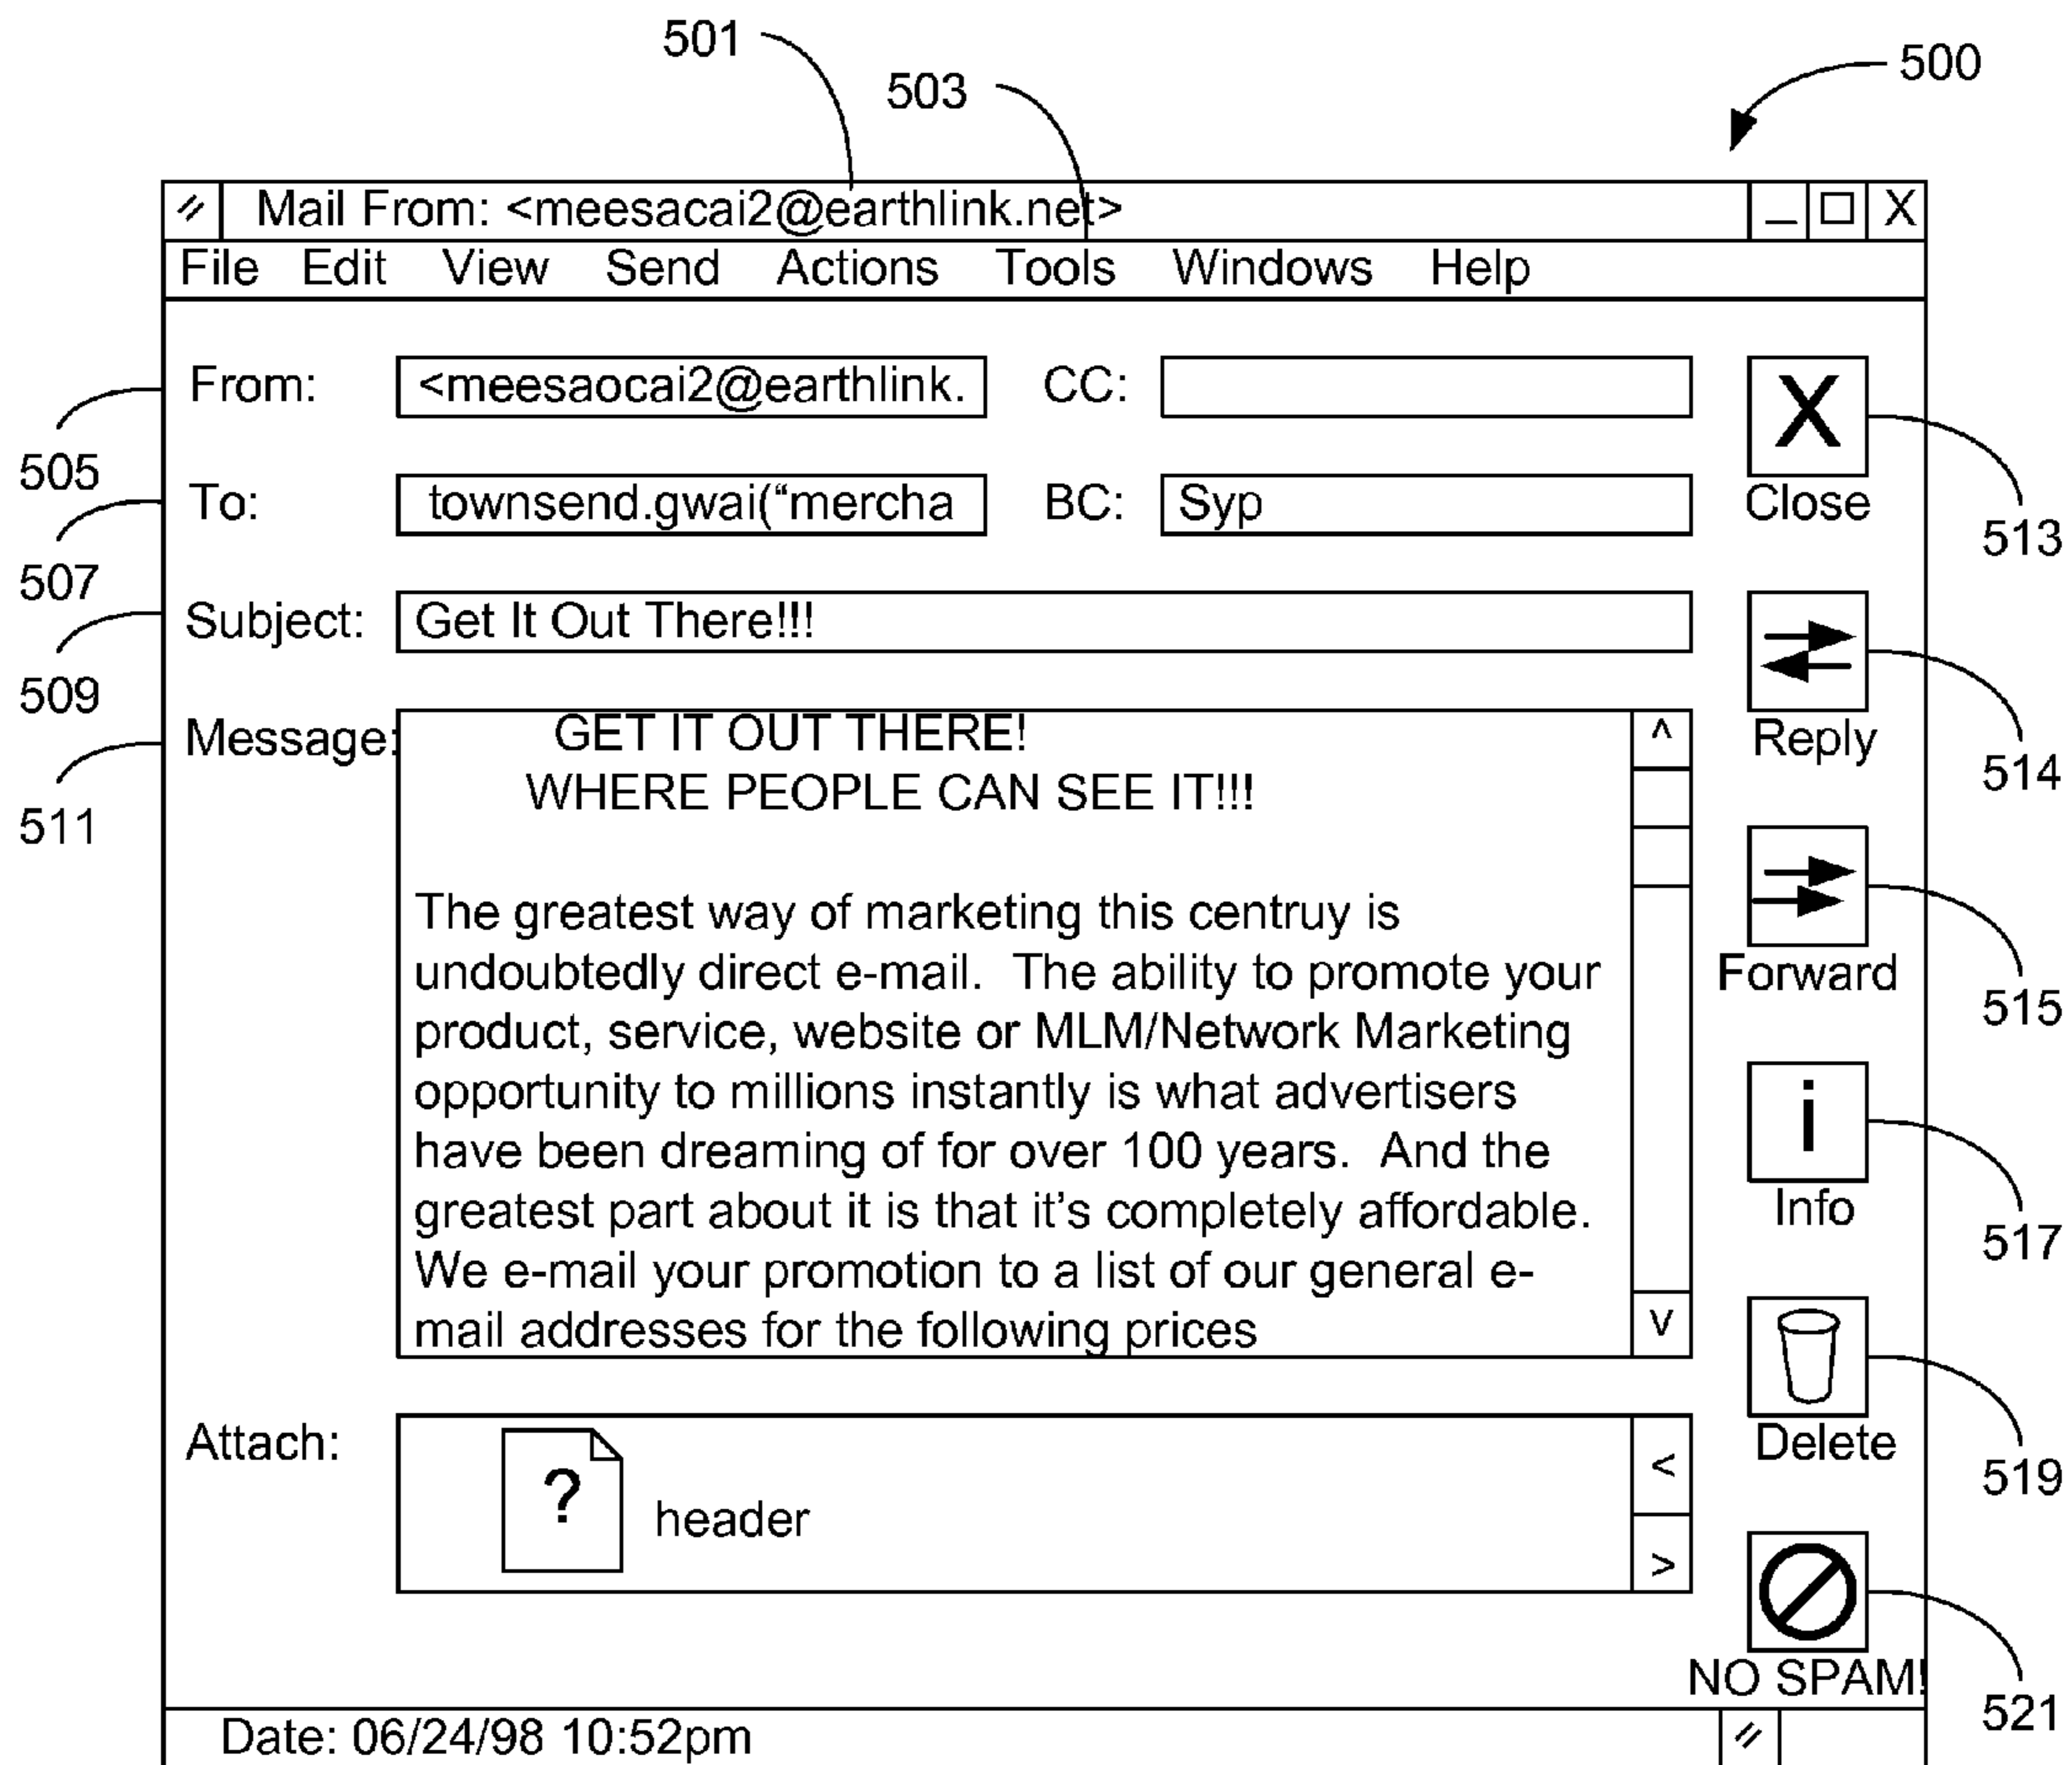 501
503
500
Mail From: <meesacai2@earthlink.net>
X
File Edit View Send Actions Tools Windows Help
From: <meesaocai2@earthlink. CC:
X
Close
505
513
To: townsend.gwai(“mercha BC: Syp
507
Subject: Get It Out There!!!
509
Reply
514
Message:
511
GET IT OUT THERE!
WHERE PEOPLE CAN SEE IT!!!
The greatest way of marketing this centruy is
undoubtedly direct e-mail. The ability to promote your
product, service, website or MLM/Network Marketing
opportunity to millions instantly is what advertisers
have been dreaming of for over 100 years. And the
greatest part about it is that it’s completely affordable.
We e-mail your promotion to a list of our general e-
mail addresses for the following prices
^
v
Forward
515
i
Info
517
Delete
519
Attach:
?
header
<
>
NO SPAM!
521
Date: 06/24/98 10:52pm